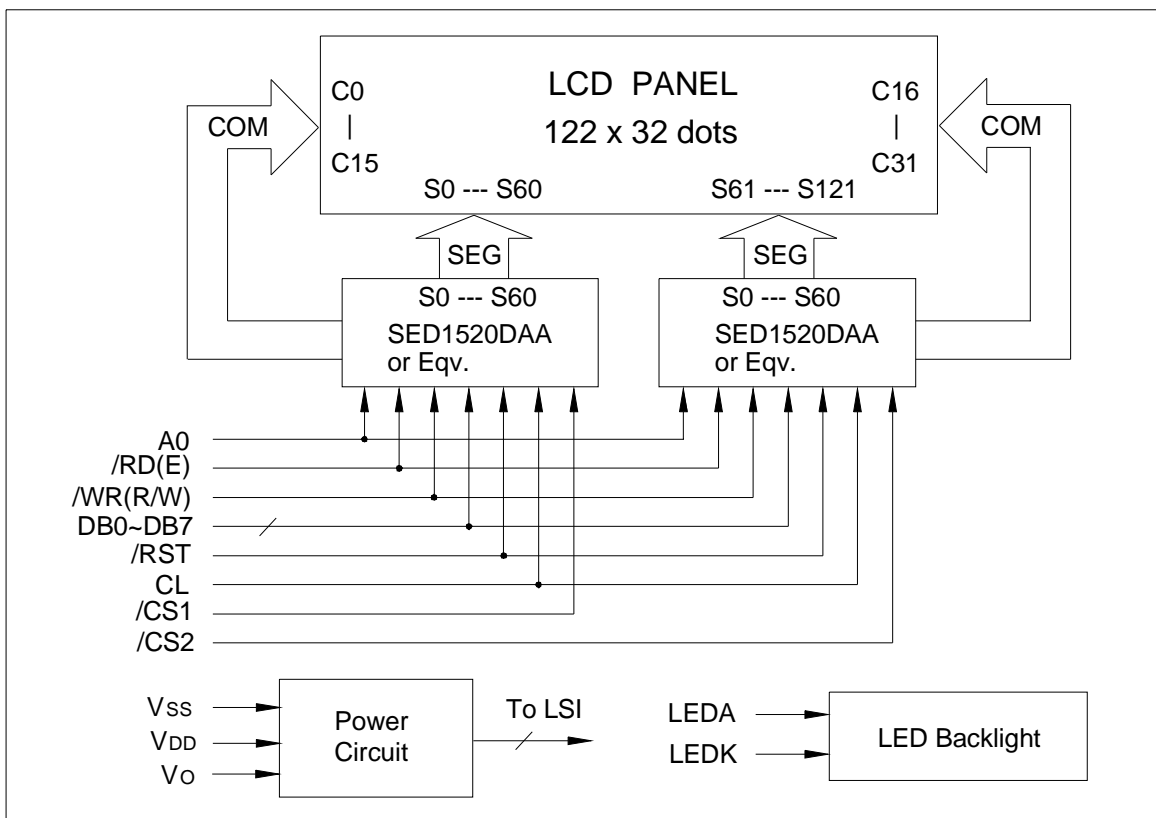 LCD PANEL
122 x 32 dots
C0
|
C15
C16
|
C31
COM
COM
S0 --- S60
S61 --- S121
SEG
SEG
S0 --- S60
SED1520DAA
or Eqv.
S0 --- S60
SED1520DAA
or Eqv.
A0
/RD(E)
/WR(R/W)
DB0~DB7
/RST
CL
/CS1
/CS2
VSS
VDD
VO
Power
Circuit
To LSI
LEDA
LEDK
LED Backlight